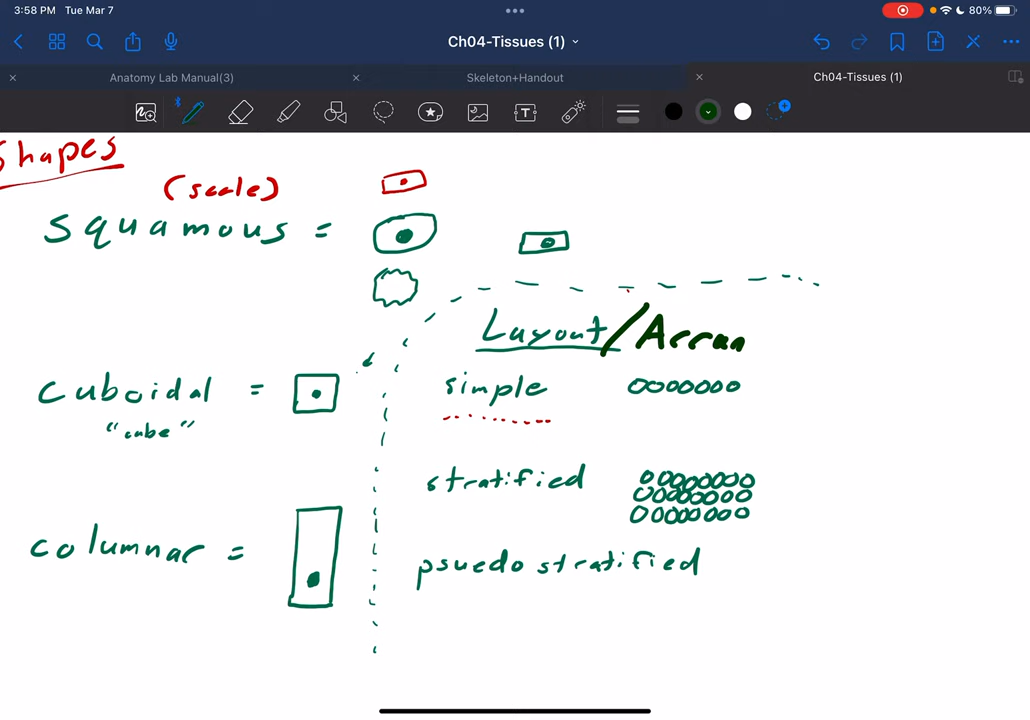 3:58 PM Tue Mar 7
80%
Ch04-Tissues (1)
Anatomy Lab Manual(3)
Skeleton+Handout
Ch04-Tissues (1)
Shapes
(scale)
squamous =
Layout/Arran
cuboidal =
"cube"
simple
stratified
columnar =
psuedo stratified